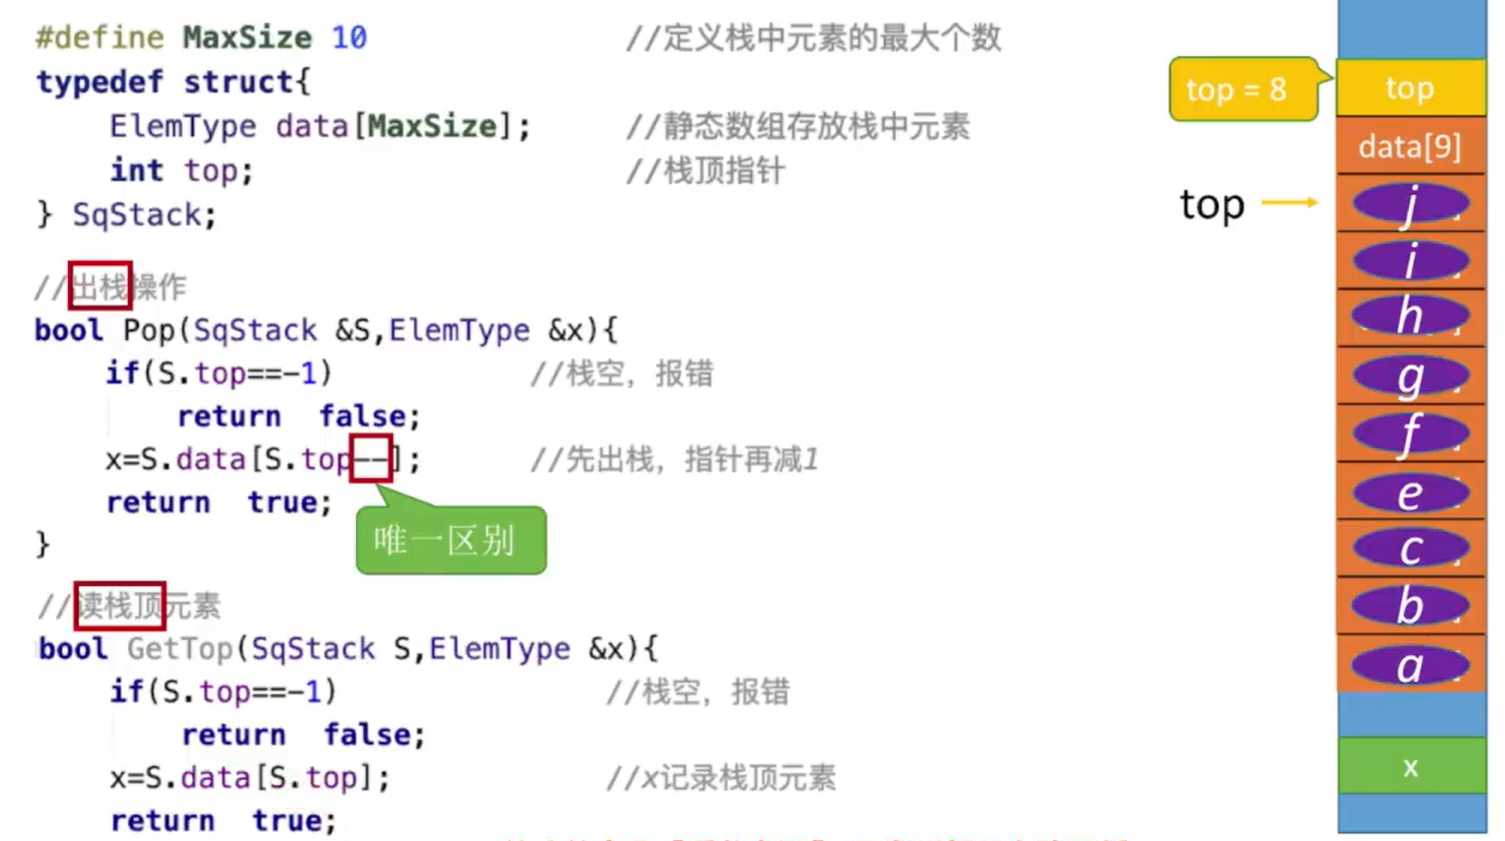 #define MaxSize 10 //定义栈中元素的最大个数
typedef struct{
ElemType data[MaxSize]; //静态数组存放栈中元素
int top; //栈顶指针
} SqStack;
//出栈操作
bool Pop(SqStack &S,ElemType &x){
if(S.top==-1) //栈空，报错
return false;
x=S.data[S.top--]; //先出栈，指针再减1
return true;
}
唯一区别
//读栈顶元素
bool GetTop(SqStack S,ElemType &x){
if(S.top==-1) //栈空，报错
return false;
x=S.data[S.top]; //x记录栈顶元素
return true;
top = 8
top
data[9]
top
j
i
h
g
f
e
c
b
a
x